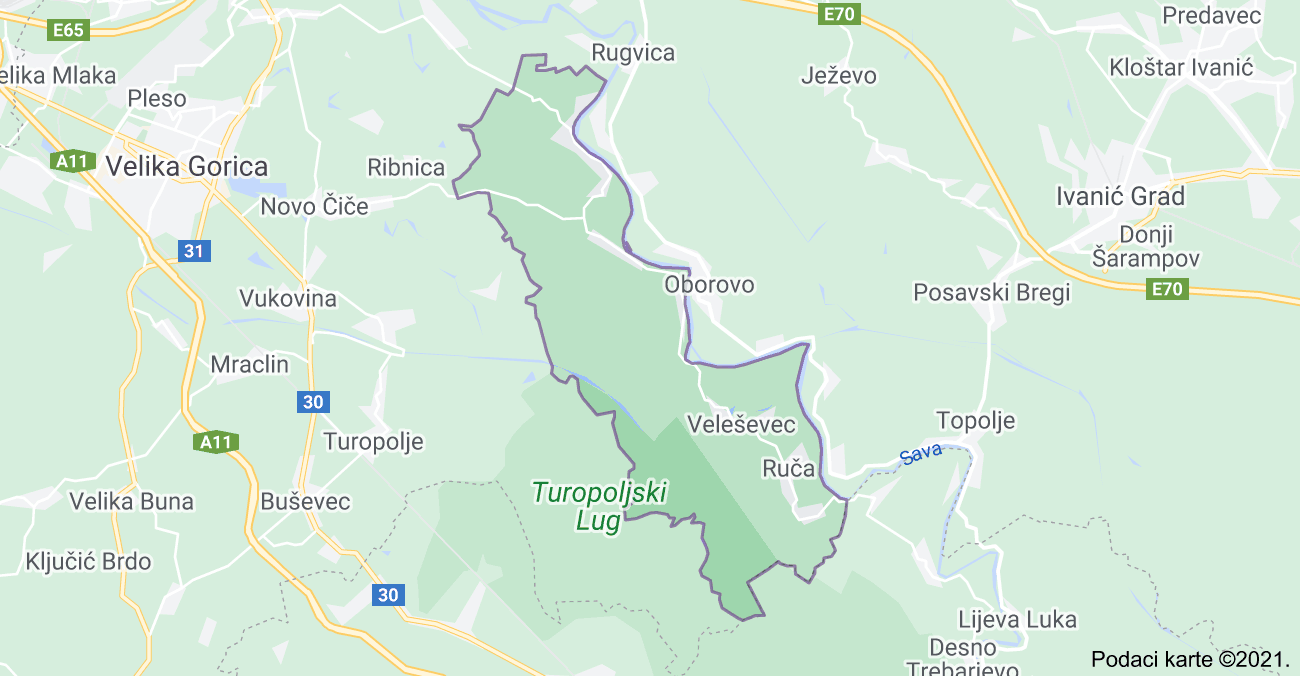 E65
E70
Predavec
Rugvica
elika Mlaka
Ježevo
Kloštar Ivanić
Pleso
A11
Velika Gorica
Ribnica
Ivanić Grad
Novo Čiče
31
Donji
Šarampov
Oborovo
Posavski Bregi
E70
Vukovina
Mraclin
30
Veleševec
Topolje
A11
Turopolje
Sava
Ruča
Turopoljski
Lug
Velika Buna
Buševec
Ključić Brdo
30
Lijeva Luka
Desno
Trebarjevo
Podaci karte ©2021.